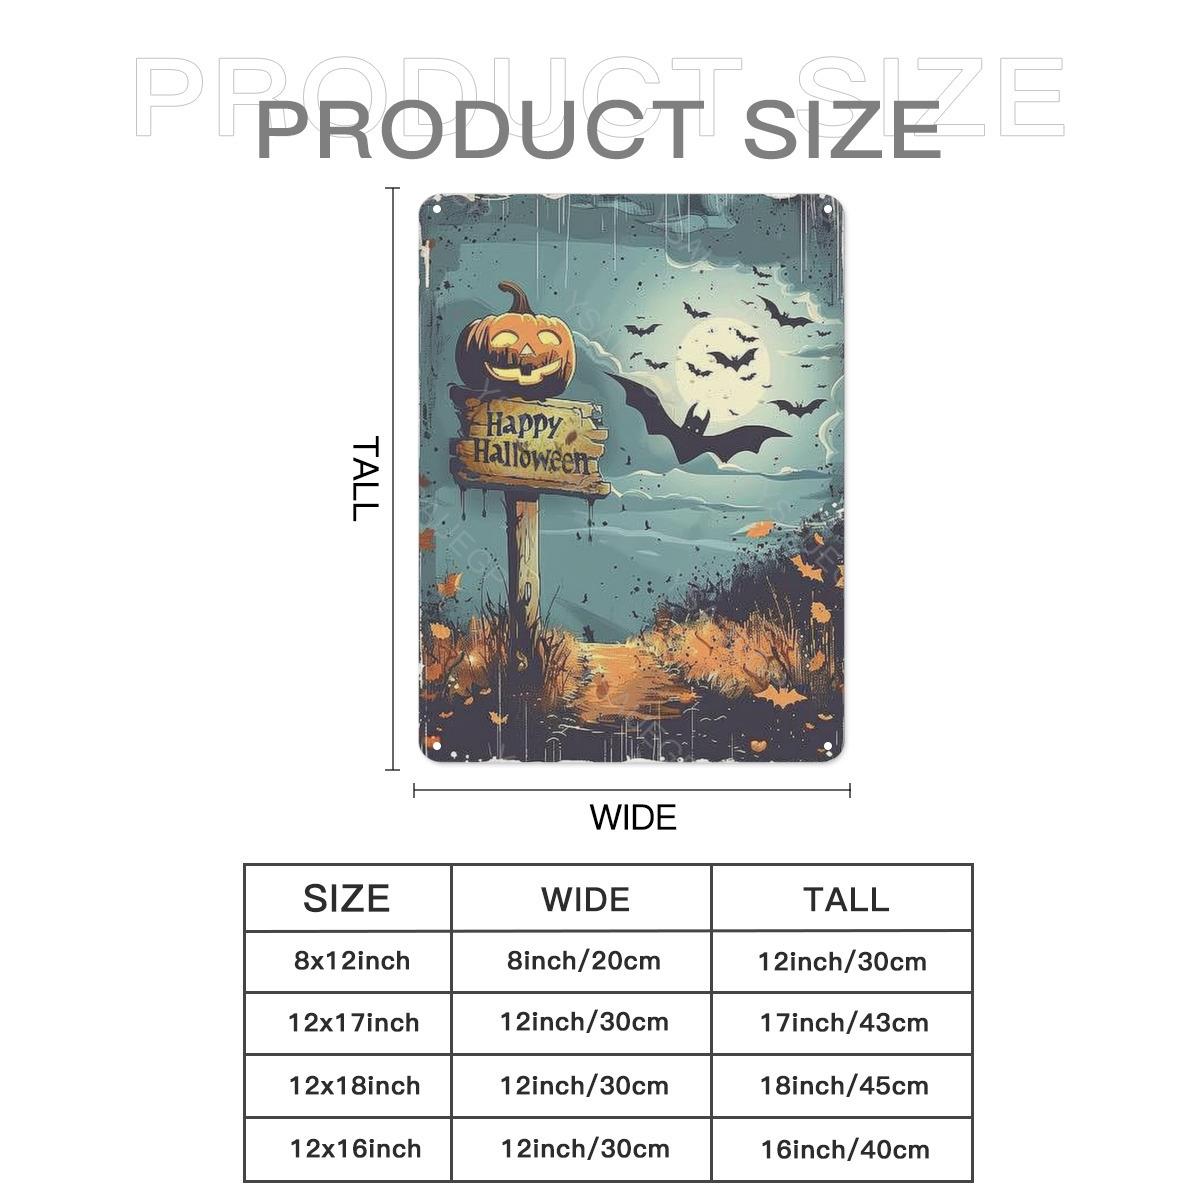 PRODUCT SIZE
PRODUCT SIZE
TALL
Happy
Halloween
WIDE
SIZE WIDE TALL
8x12inch 8inch/20cm 12inch/30cm
12x17inch 12inch/30cm 17inch/43cm
12x18inch 12inch/30cm 18inch/45cm
12x16inch 12inch/30cm 16inch/40cm